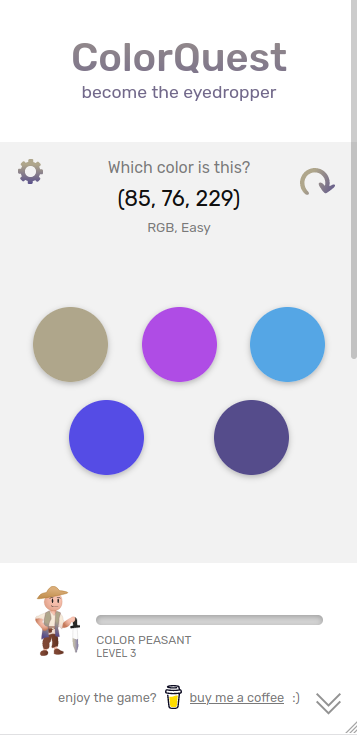 ColorQuest
become the eyedropper
Which color is this?
(85, 76, 229)
RGB, Easy
COLOR PEASANT
LEVEL 3
enjoy the game? buy me a coffee :)